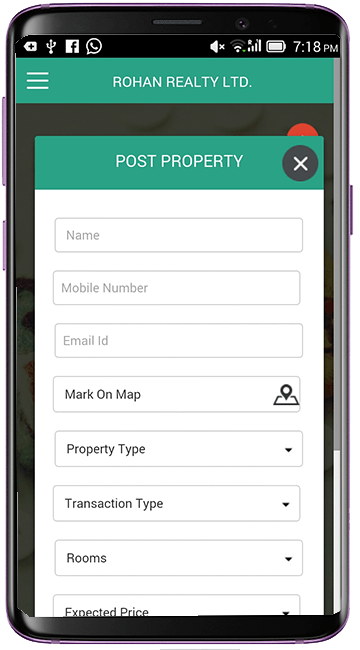 7:18 PM
ROHAN REALTY LTD.
POST PROPERTY
Name
Mobile Number
Email Id
Mark On Map
Property Type
Transaction Type
Rooms
Expected Price